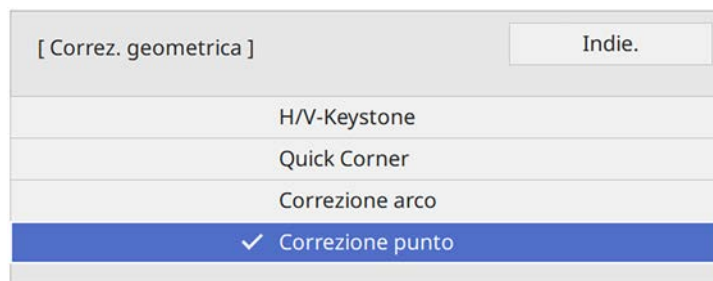 [ Correz. geometrica ]
Indie.
H/V-Keystone
Quick Corner
Correzione arco
Correzione punto